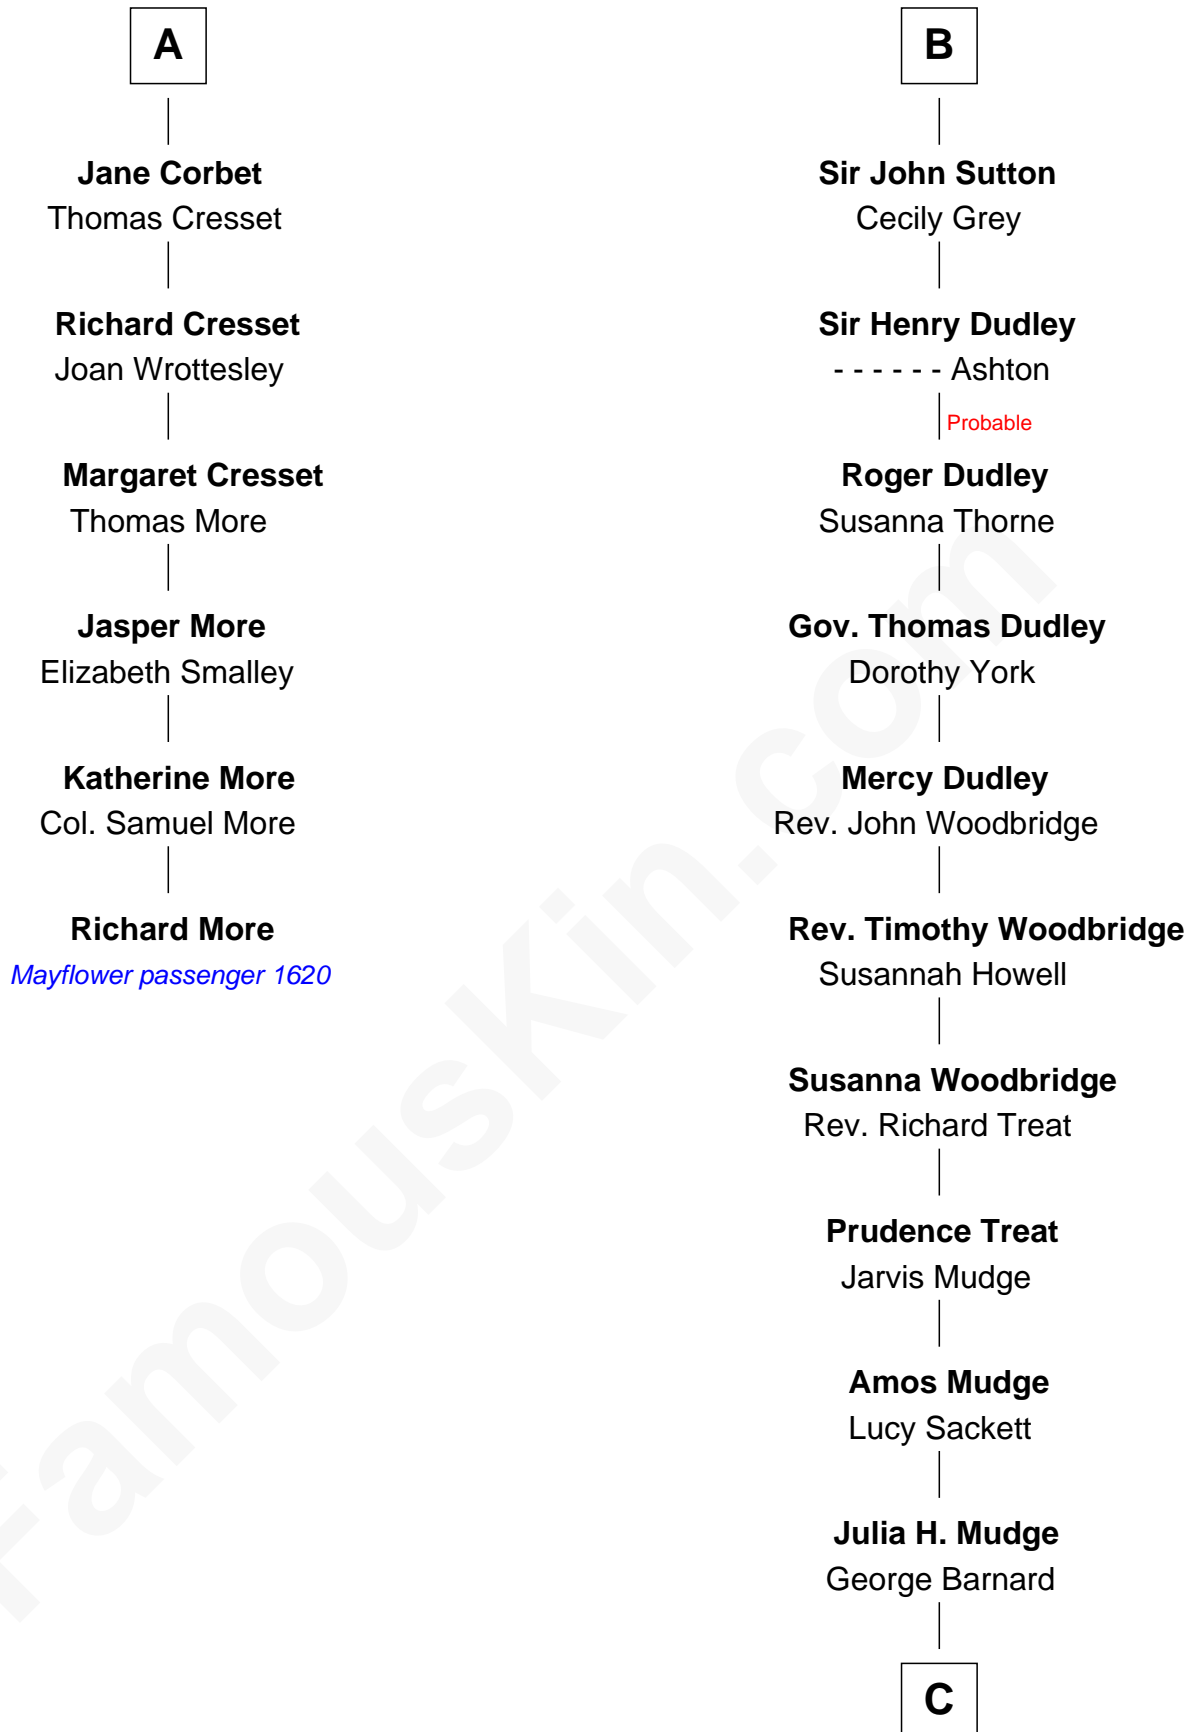 A
Jane Corbet
Thomas Cresset
Richard Cresset
Joan Wrottesley
Margaret Cresset
Thomas More
Jasper More
Elizabeth Smalley
Katherine More
Col. Samuel More
Richard More
Mayflower passenger 1620
B
Sir John Sutton
Cecily Grey
Sir Henry Dudley
- - - - - - Ashton
Probable
Roger Dudley
Susanna Thorne
Gov. Thomas Dudley
Dorothy York
Mercy Dudley
Rev. John Woodbridge
Rev. Timothy Woodbridge
Susannah Howell
Susanna Woodbridge
Rev. Richard Treat
Prudence Treat
Jarvis Mudge
Amos Mudge
Lucy Sackett
Julia H. Mudge
George Barnard
C
FamousKin.com